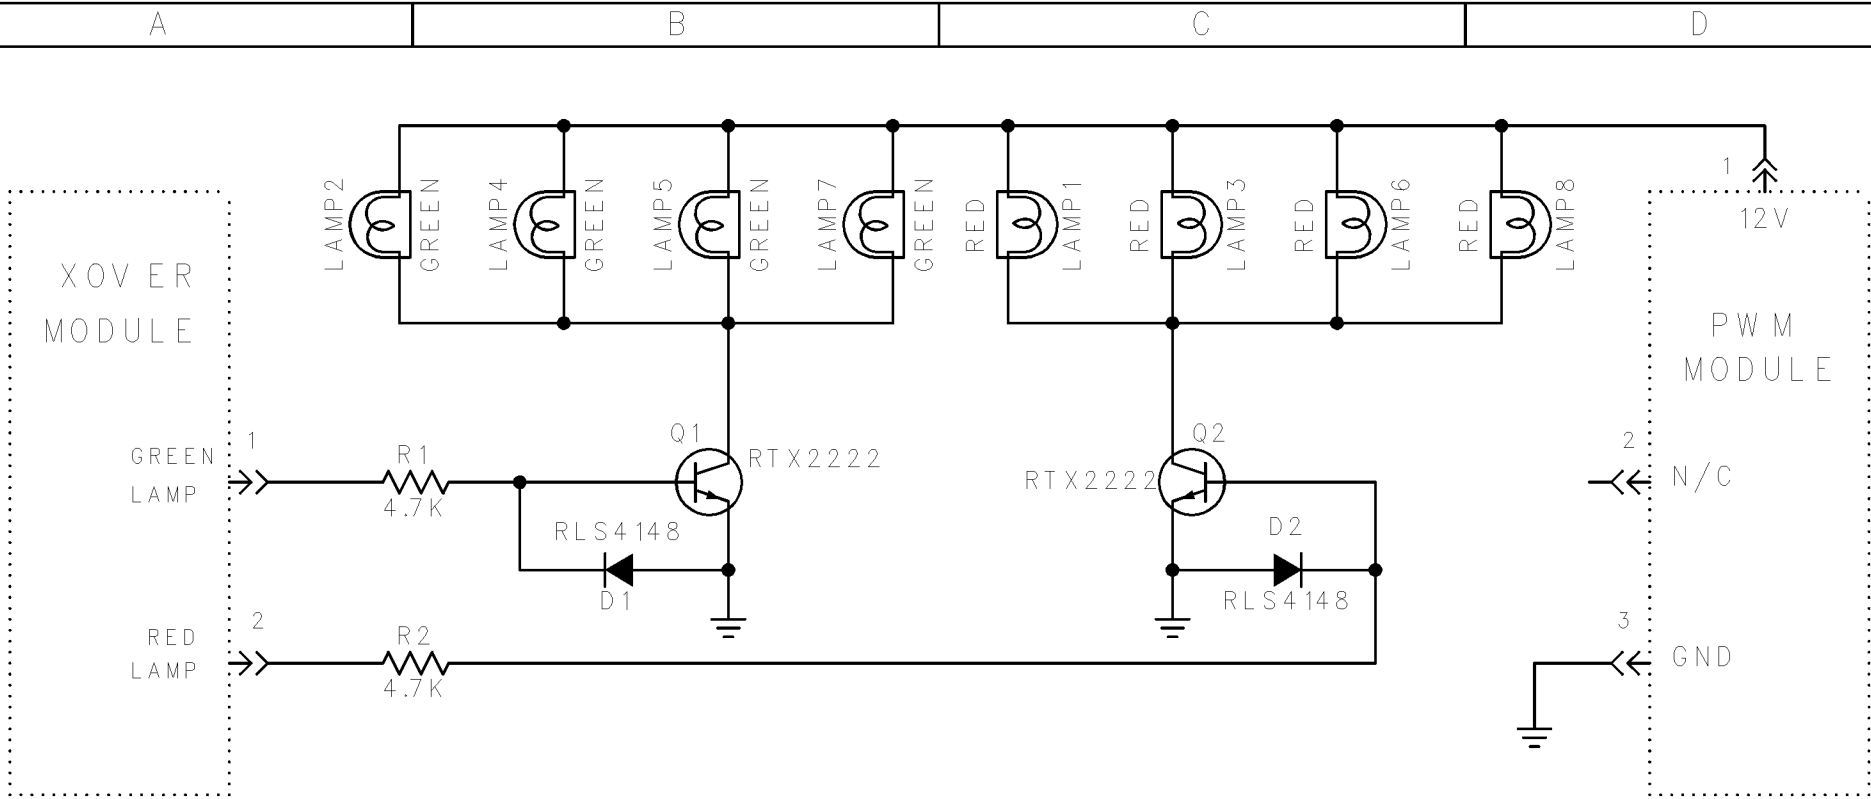 A
B
C
D
LAMP2
GREEN
LAMP4
GREEN
LAMP5
GREEN
LAMP7
GREEN
RED
LAMP1
RED
LAMP3
RED
LAMP6
RED
LAMP8
1
12V
XOVER
MODULE
PWM
MODULE
GREEN
LAMP
1
R1
4.7K
Q1
RTX2222
RLS4148
D1
Q2
RTX2222
D2
RLS4148
2
N/C
RED
LAMP
2
R2
4.7K
3
GND